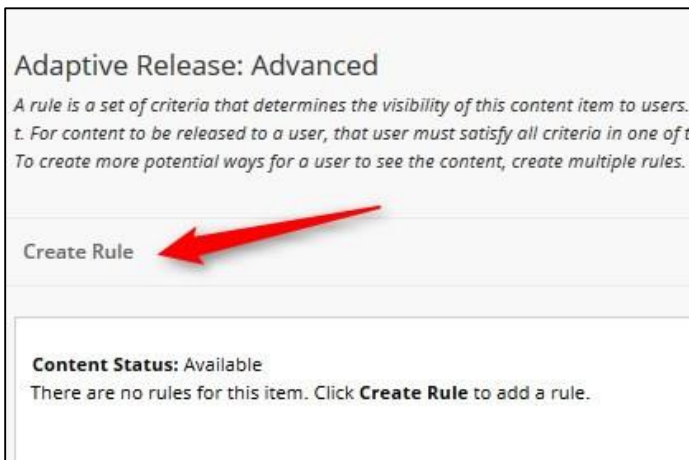 Adaptive Release: Advanced
A rule is a set of criteria that determines the visibility of this content item to users.
t. For content to be released to a user, that user must satisfy all criteria in one of t
To create more potential ways for a user to see the content, create multiple rules.
Create Rule
Content Status: Available
There are no rules for this item. Click Create Rule to add a rule.